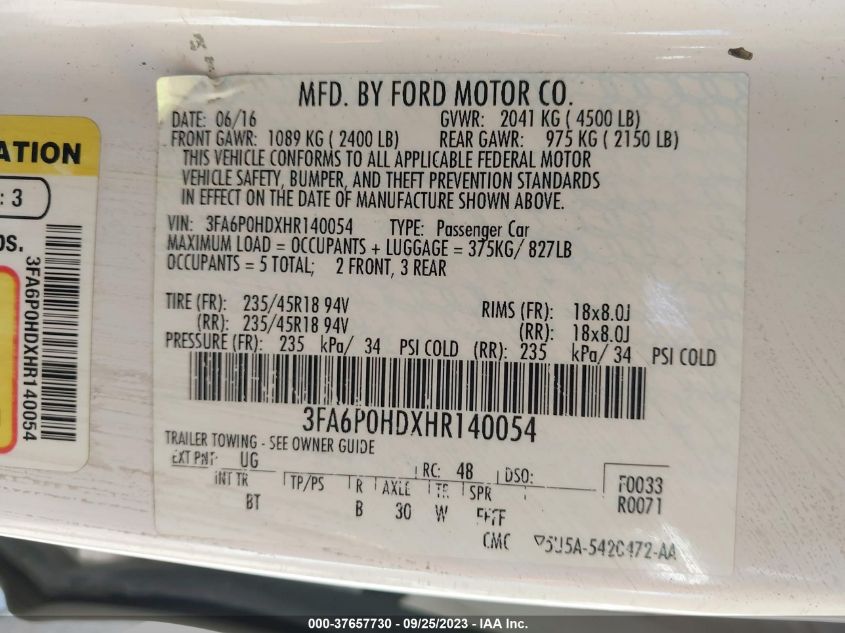 MFD. BY FORD MOTOR CO.
DATE: 06/16 GVWR: 2041 KG ( 4500 LB)
FRONT GAWR: 1089 KG ( 2400 LB) REAR GAWR: 975 KG ( 2150 LB)
THIS VEHICLE CONFORMS TO ALL APPLICABLE FEDERAL MOTOR
VEHICLE SAFETY, BUMPER, AND THEFT PREVENTION STANDARDS
IN EFFECT ON THE DATE OF MANUFACTURE SHOWN ABOVE.
VIN: 3FA6P0HDXHR140054 TYPE: Passenger Car
MAXIMUM LOAD = OCCUPANTS + LUGGAGE = 375KG/ 827LB
OCCUPANTS = 5 TOTAL; 2 FRONT, 3 REAR
TIRE (FR): 235/45R18 94V RIMS (FR): 18x8.0J
(RR): 235/45R18 94V (RR): 18x8.0J
PRESSURE (FR): 235 kPa/ 34 PSI COLD (RR): 235 kPa/ 34 PSI COLD
3FA6P0HDXHR140054
TRAILER TOWING - SEE OWNER GUIDE
EXT PNT: UG RC: 48 DSO:
INT TR TP/PS R AXLE TR SPR F0033
BT B 30 W R0071
CMC 5U5A-5420472-AA
ATION
: 3
DS.
3FA6P0HDXHR140054
000-37657730 - 09/25/2023 - IAA Inc.